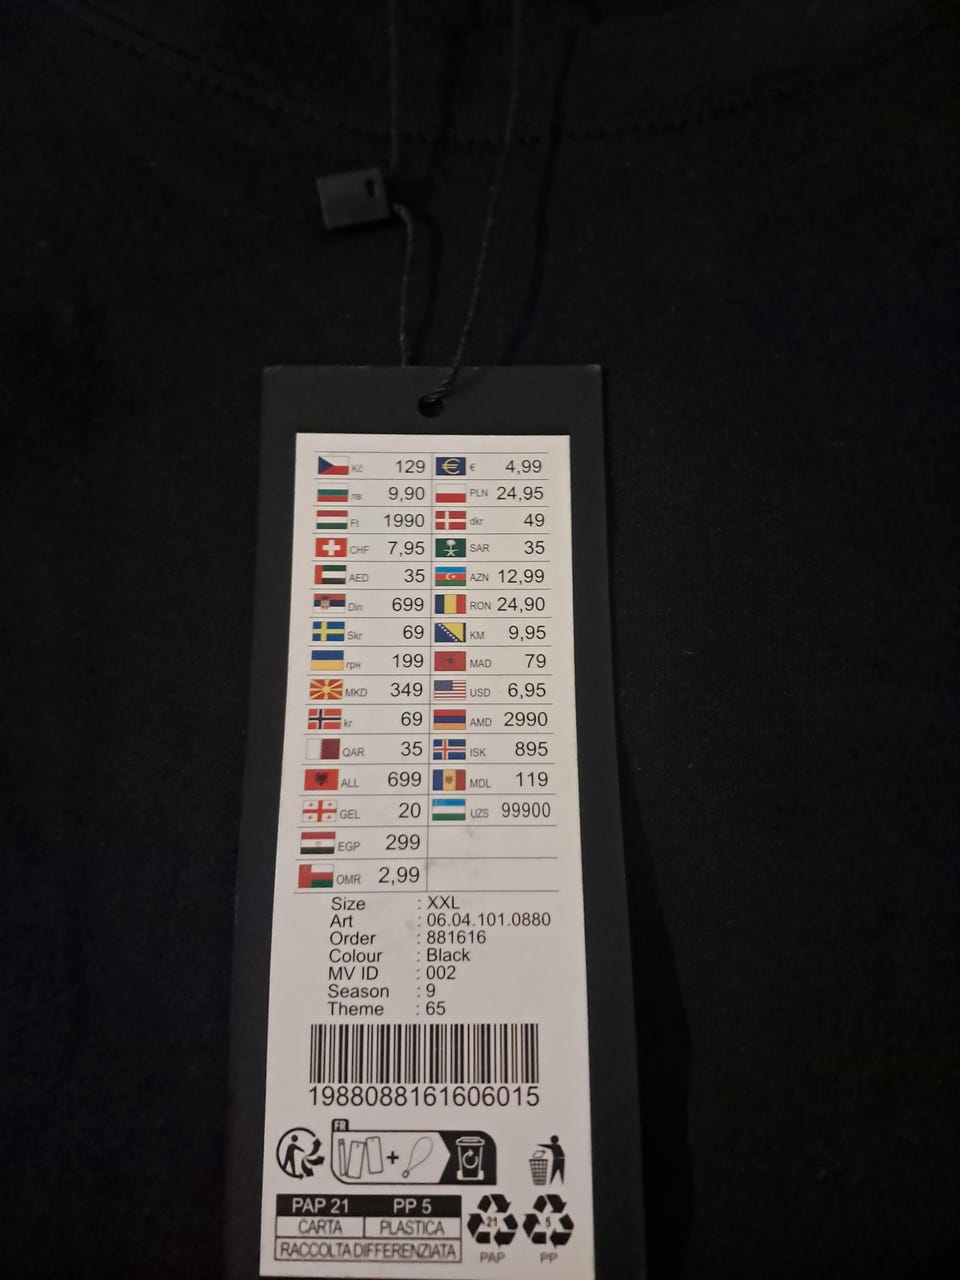 Kč 129 € 4,99
лв 9,90 PLN 24,95
Ft 1990 dkr 49
CHF 7,95 SAR 35
AED 35 AZN 12,99
Din 699 RON 24,90
Skr 69 KM 9,95
грн 199 MAD 79
MKD 349 USD 6,95
kr 69 AMD 2990
QAR 35 ISK 895
ALL 699 MDL 119
GEL 20 UZS 99900
EGP 299
OMR 2,99
Size : XXL
Art : 06.04.101.0880
Order : 881616
Colour : Black
MV ID : 002
Season : 9
Theme : 65
1988088161606015
FR
+
PAP 21 PP 5
CARTA PLASTICA
RACCOLTA DIFFERENZIATA
21 5
PAP PP